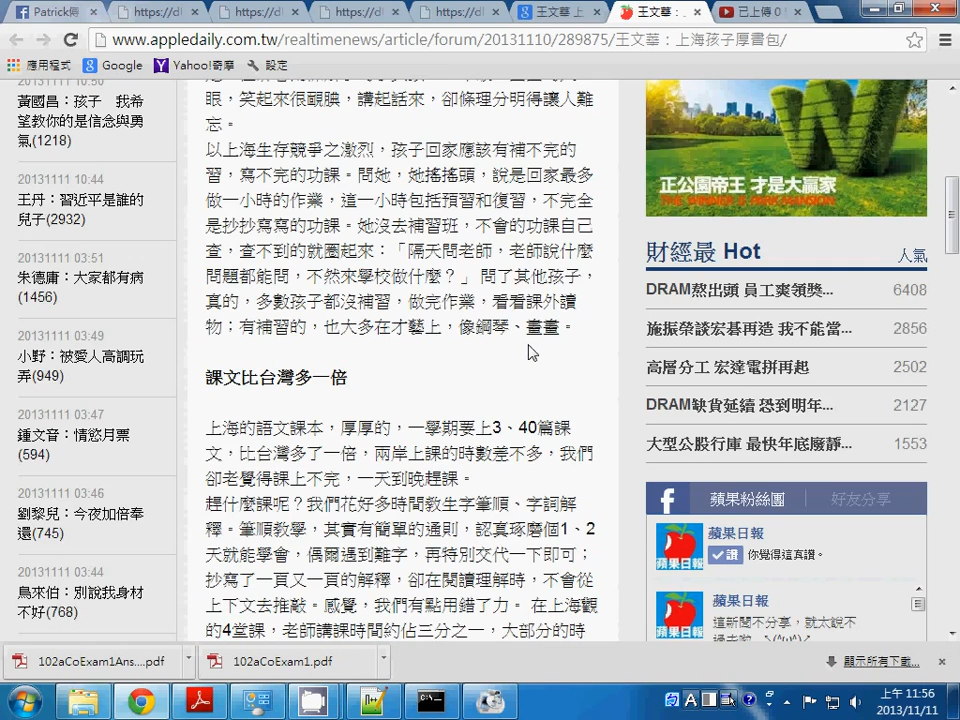 Patrick傳
https://dl
https://dl
https://dl
https://dl
王文華 上
王文華：.
已上傳 0
www.appledaily.com.tw/realtimenews/article/forum/20131110/289875/王文華：上海孩子厚書包/
應用程式
Google
Yahoo!奇摩
設定
20131111 10:50
黃國昌：孩子　我希
望教你的是信念與勇
氣(1218)
20131111 10:44
王丹：習近平是誰的
兒子(2932)
20131111 03:51
朱德庸：大家都有病
(1456)
20131111 03:49
小野：被愛人高調玩
弄(949)
20131111 03:47
鍾文音：情慾月票
(594)
20131111 03:46
劉黎兒：今夜加倍奉
還(745)
20131111 03:44
鳥來伯：別說我身材
不好(768)
眼，笑起來很靦腆，講起話來，卻條理分明得讓人難
忘。
以上海生存競爭之激烈，孩子回家應該有補不完的
習，寫不完的功課。問她，她搖搖頭，說是回家最多
做一小時的作業，這一小時包括預習和復習，不完全
是抄抄寫寫的功課。她沒去補習班，不會的功課自己
查，查不到的就圈起來：「隔天問老師，老師說什麼
問題都能問，不然來學校做什麼？」 問了其他孩子，
真的，多數孩子都沒補習，做完作業，看看課外讀
物；有補習的，也大多在才藝上，像鋼琴、畫畫。
課文比台灣多一倍
上海的語文課本，厚厚的，一學期要上3、40篇課
文，比台灣多了一倍，兩岸上課的時數差不多，我們
卻老覺得課上不完，一天到晚趕課。
趕什麼課呢？我們花好多時間教生字筆順、字詞解
釋。筆順教學，其實有簡單的通則，認真琢磨個1、2
天就能學會，偶爾遇到難字，再特別交代一下即可；
抄寫了一頁又一頁的解釋，卻在閱讀理解時，不會從
上下文去推敲。感覺，我們有點用錯了力。 在上海觀
的4堂課，老師講課時間約佔三分之一，大部分的時
正公園帝王 才是大贏家
財經最 Hot
人氣
DRAM熬出頭 員工爽領獎...
6408
施振榮談宏碁再造 我不能當...
2856
高層分工 宏達電拼再起
2502
DRAM缺貨延續 恐到明年...
2127
大型公股行庫 最快年底廢靜...
1553
蘋果粉絲團
好友分享
蘋果日報
讚
你覺得這真讚。
蘋果日報
蘋果日報
這新聞不分享，就太說不
蘋果日報
102aCoExam1Ans....pdf
102aCoExam1.pdf
顯示所有下載...
上午 11:56
2013/11/11